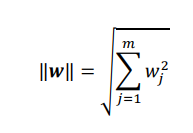 ‖𝒘‖ = √(∑_{j=1}^{m} w_j^2)